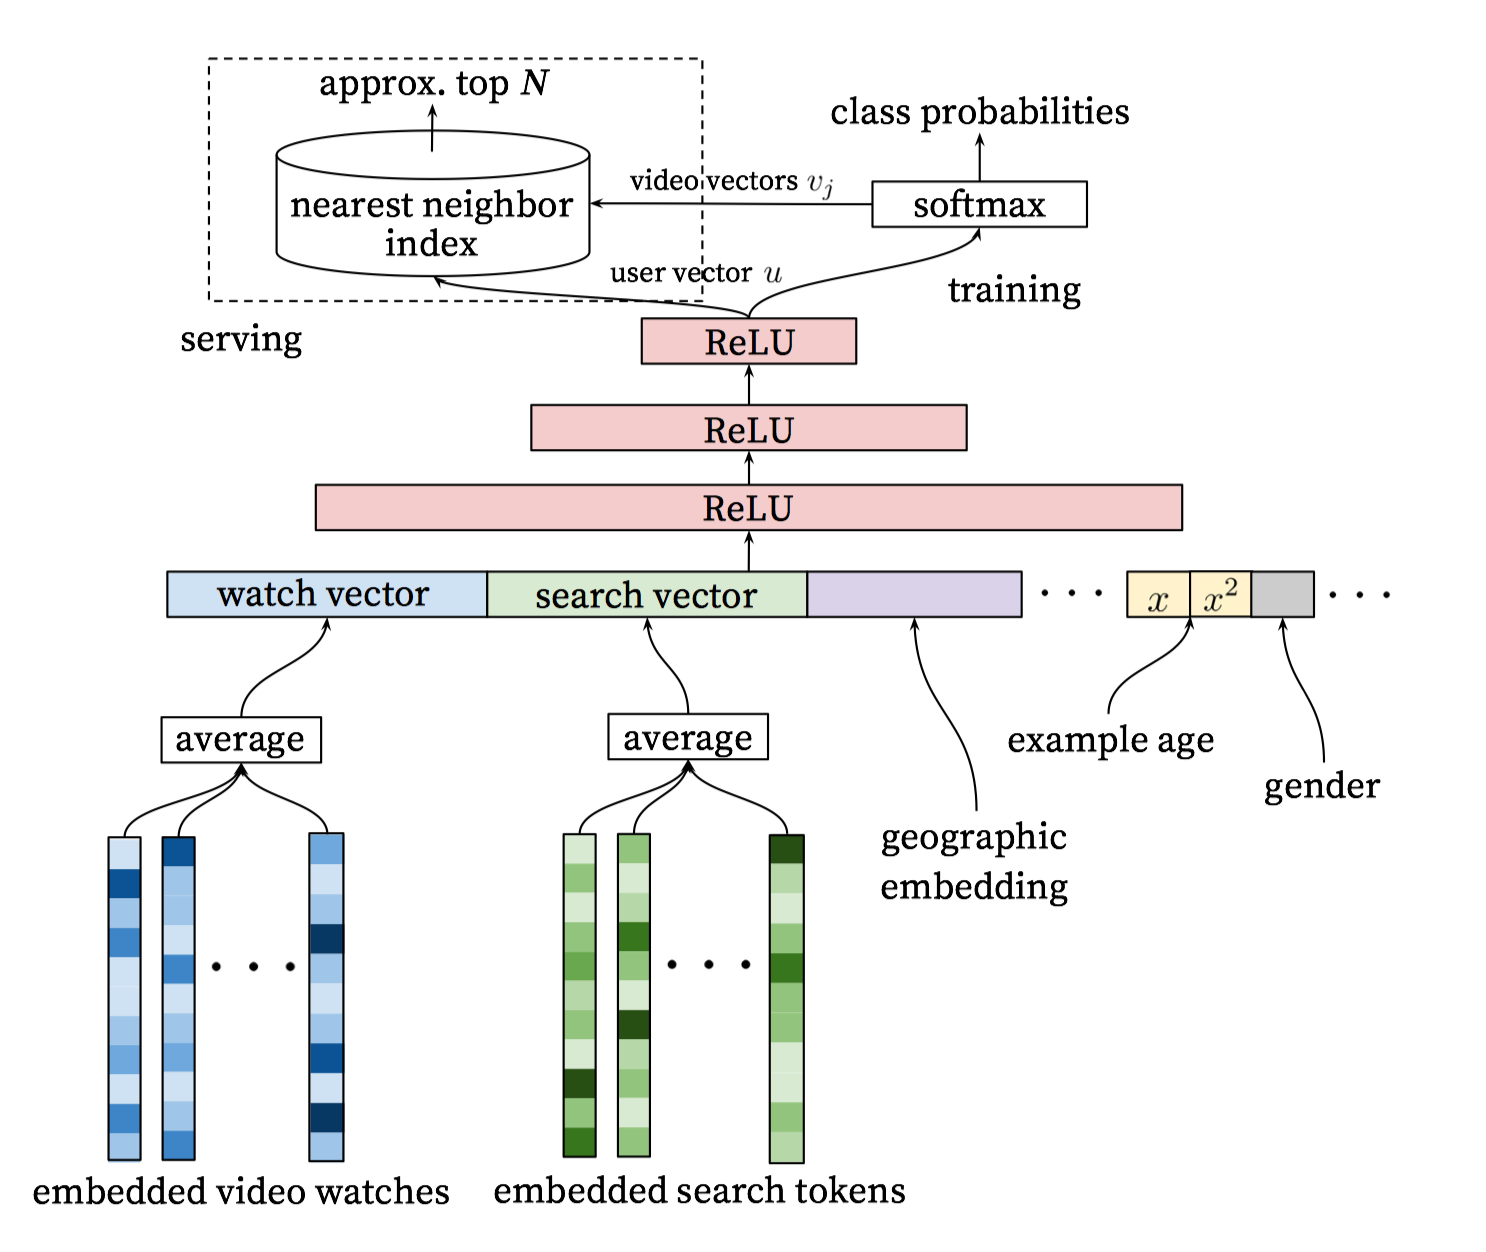 approx. top N
class probabilities
video vectors v_j
nearest neighbor
index
softmax
user vector u
training
serving
ReLU
ReLU
ReLU
watch vector
search vector
x
x²
average
average
example age
gender
geographic
embedding
embedded video watches
embedded search tokens